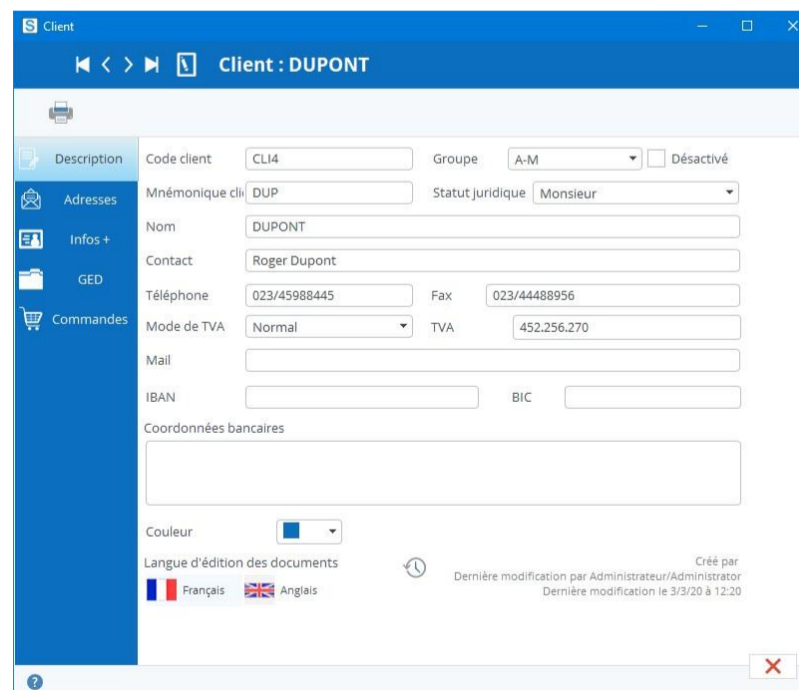 S Client
Client : DUPONT
Description
Adresses
Infos +
GED
Commandes
Code client CLI4 Groupe A-M Désactivé
Mnémonique cli DUP Statut juridique Monsieur
Nom DUPONT
Contact Roger Dupont
Téléphone 023/45988445 Fax 023/44488956
Mode de TVA Normal TVA 452.256.270
Mail
IBAN BIC
Coordonnées bancaires
Couleur
Langue d'édition des documents
Français Anglais
Créé par
Dernière modification par Administrateur/Administrator
Dernière modification le 3/3/20 à 12:20
?